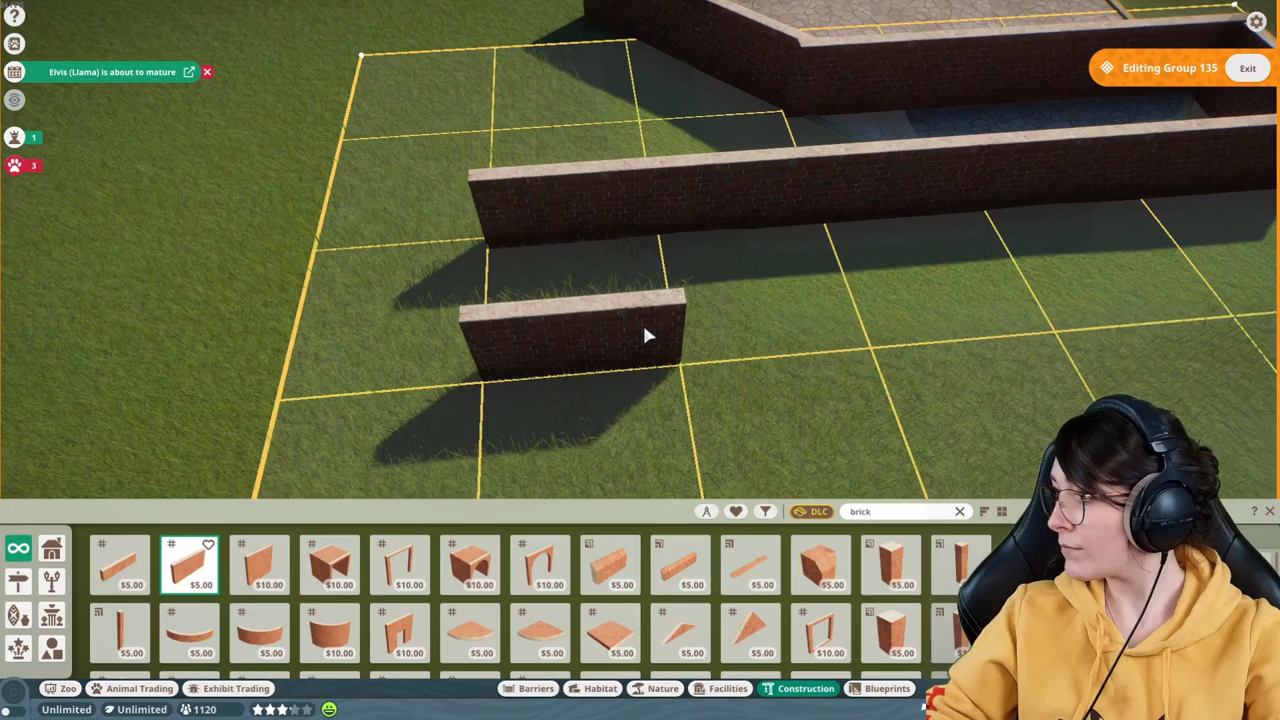 ?
Elvis (Llama) is about to mature
1
3
Editing Group 135
Exit
DLC
brick
?
$5.00
$5.00
$10.00
$10.00
$10.00
$10.00
$10.00
$5.00
$5.00
$5.00
$5.00
$5.00
$5.00
$5.00
$5.00
$5.00
$10.00
$10.00
$5.00
$5.00
$5.00
$5.00
$5.00
$10.00
$5.00
Zoo
Animal Trading
Exhibit Trading
Barriers
Habitat
Nature
Facilities
Construction
Blueprints
Unlimited
Unlimited
1120